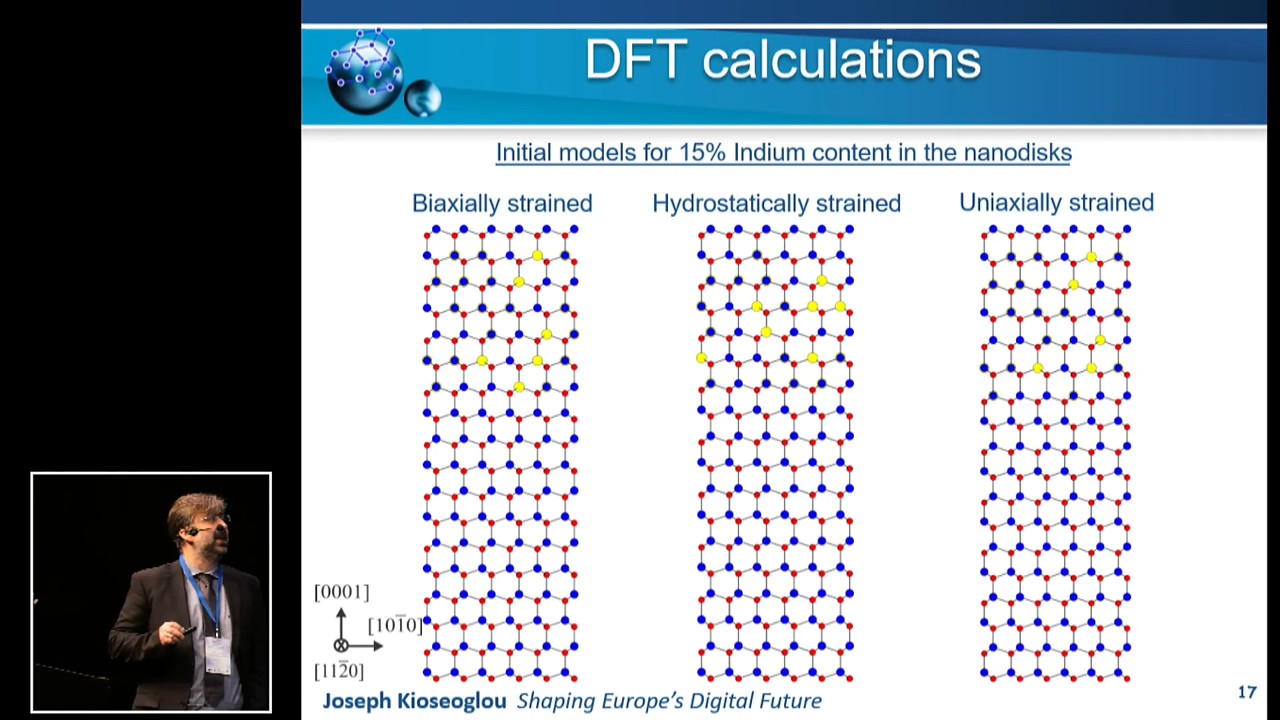 DFT calculations
Initial models for 15% Indium content in the nanodisks
Biaxially strained
Hydrostatically strained
Uniaxially strained
[0001]
[101̅0]
[112̅0]
Joseph Kioseoglou Shaping Europe's Digital Future
17